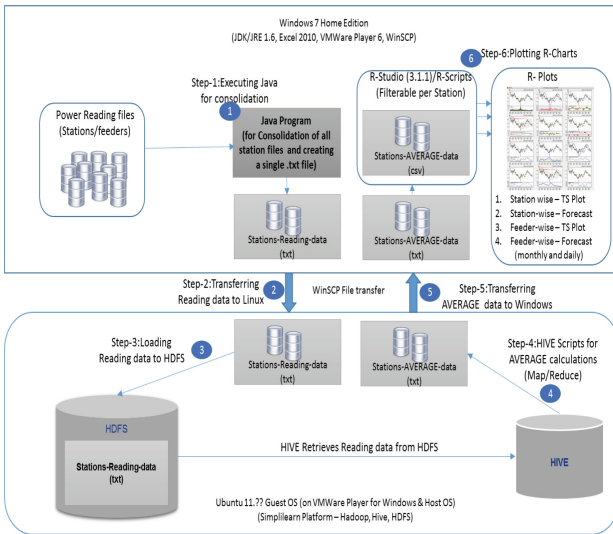 Windows 7 Home Edition
(JDK/JRE 1.6, Excel 2010, VMWare Player 6, WinSCP)
Step-1:Executing Java
for consolidation
1
Power Reading files
(Stations/feeders)
Java Program
(for Consolidation of all
station files and creating
a single .txt file)
Stations-Reading-data
(txt)
R-Studio (3.1.1)/R-Scripts
(Filterable per Station)
Stations-AVERAGE-data
(csv)
Stations-AVERAGE-data
(txt)
6
Step-6:Plotting R-Charts
R- Plots
1. Station wise – TS Plot
2. Station-wise – Forecast
3. Feeder-wise – TS Plot
4. Feeder-wise – Forecast
(monthly and daily)
Step-2:Transferring
Reading data to Linux
2
WinSCP File transfer
5
Step-5:Transferring
AVERAGE data to Windows
Step-3:Loading
Reading data to HDFS
3
Stations-Reading-data
(txt)
Stations-AVERAGE-data
(txt)
Step-4:HIVE Scripts for
AVERAGE calculations
(Map/Reduce)
4
HDFS
Stations-Reading-data
(txt)
HIVE Retrieves Reading data from HDFS
HIVE
Ubuntu 11.?? Guest OS (on VMWare Player for Windows & Host OS)
(Simplilearn Platform – Hadoop, Hive, HDFS)